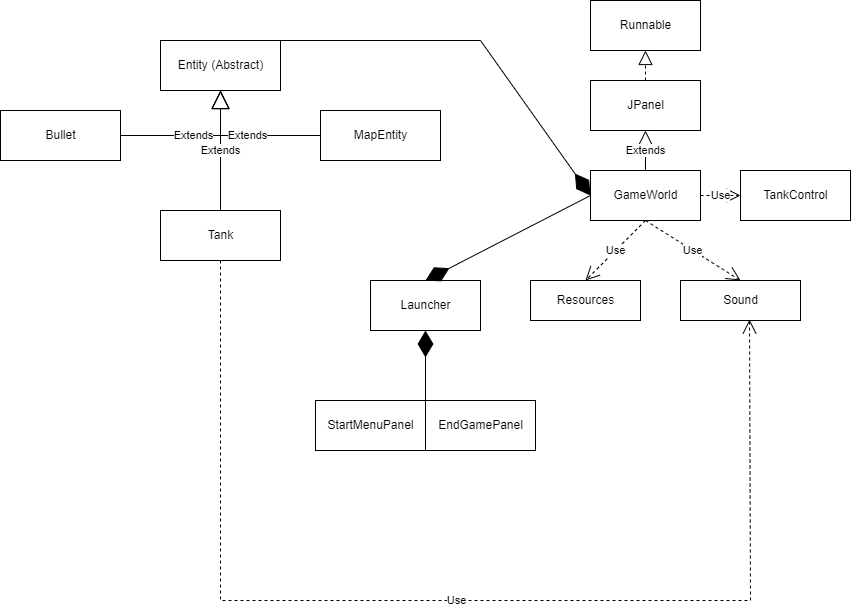 Runnable
Entity (Abstract)
JPanel
Bullet
Extends
Extends
MapEntity
Extends
Extends
GameWorld
Use
TankControl
Tank
Use
Use
Launcher
Resources
Sound
StartMenuPanel
EndGamePanel
Use